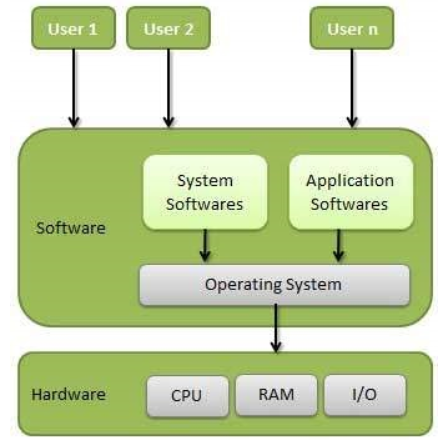 User 1
User 2
User n
System
Softwares
Application
Softwares
Software
Operating System
Hardware
CPU
RAM
I/O